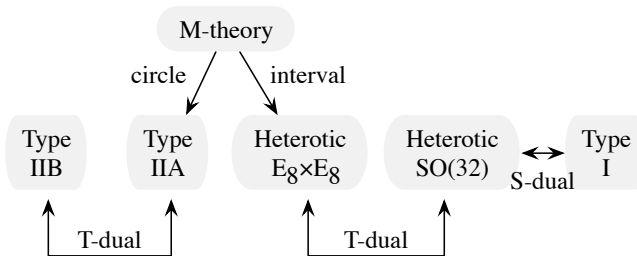 M-theory
circle
interval
Type
IIB
Type
IIA
Heterotic
E₈×E₈
Heterotic
SO(32)
Type
I
S-dual
T-dual
T-dual